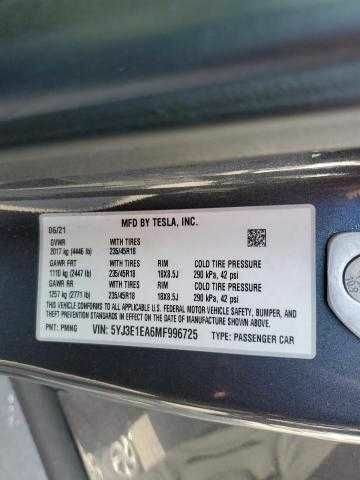 MFD BY TESLA, INC.
06/21
GVWR WITH TIRES
2017 kg (4446 lb) 235/45R18
GAWR FRT WITH TIRES RIM COLD TIRE PRESSURE
1110 kg (2447 lb) 235/45R18 18X8.5J 290 kPa, 42 psi
GAWR RR WITH TIRES RIM COLD TIRE PRESSURE
1257 kg (2771 lb) 235/45R18 18X8.5J 290 kPa, 42 psi
THIS VEHICLE CONFORMS TO ALL APPLICABLE U.S. FEDERAL MOTOR VEHICLE SAFETY, BUMPER, AND
THEFT PREVENTION STANDARDS IN EFFECT ON THE DATE OF MANUFACTURE SHOWN ABOVE.
PNT: PMNG VIN: 5YJ3E1EA6MF996725 TYPE: PASSENGER CAR